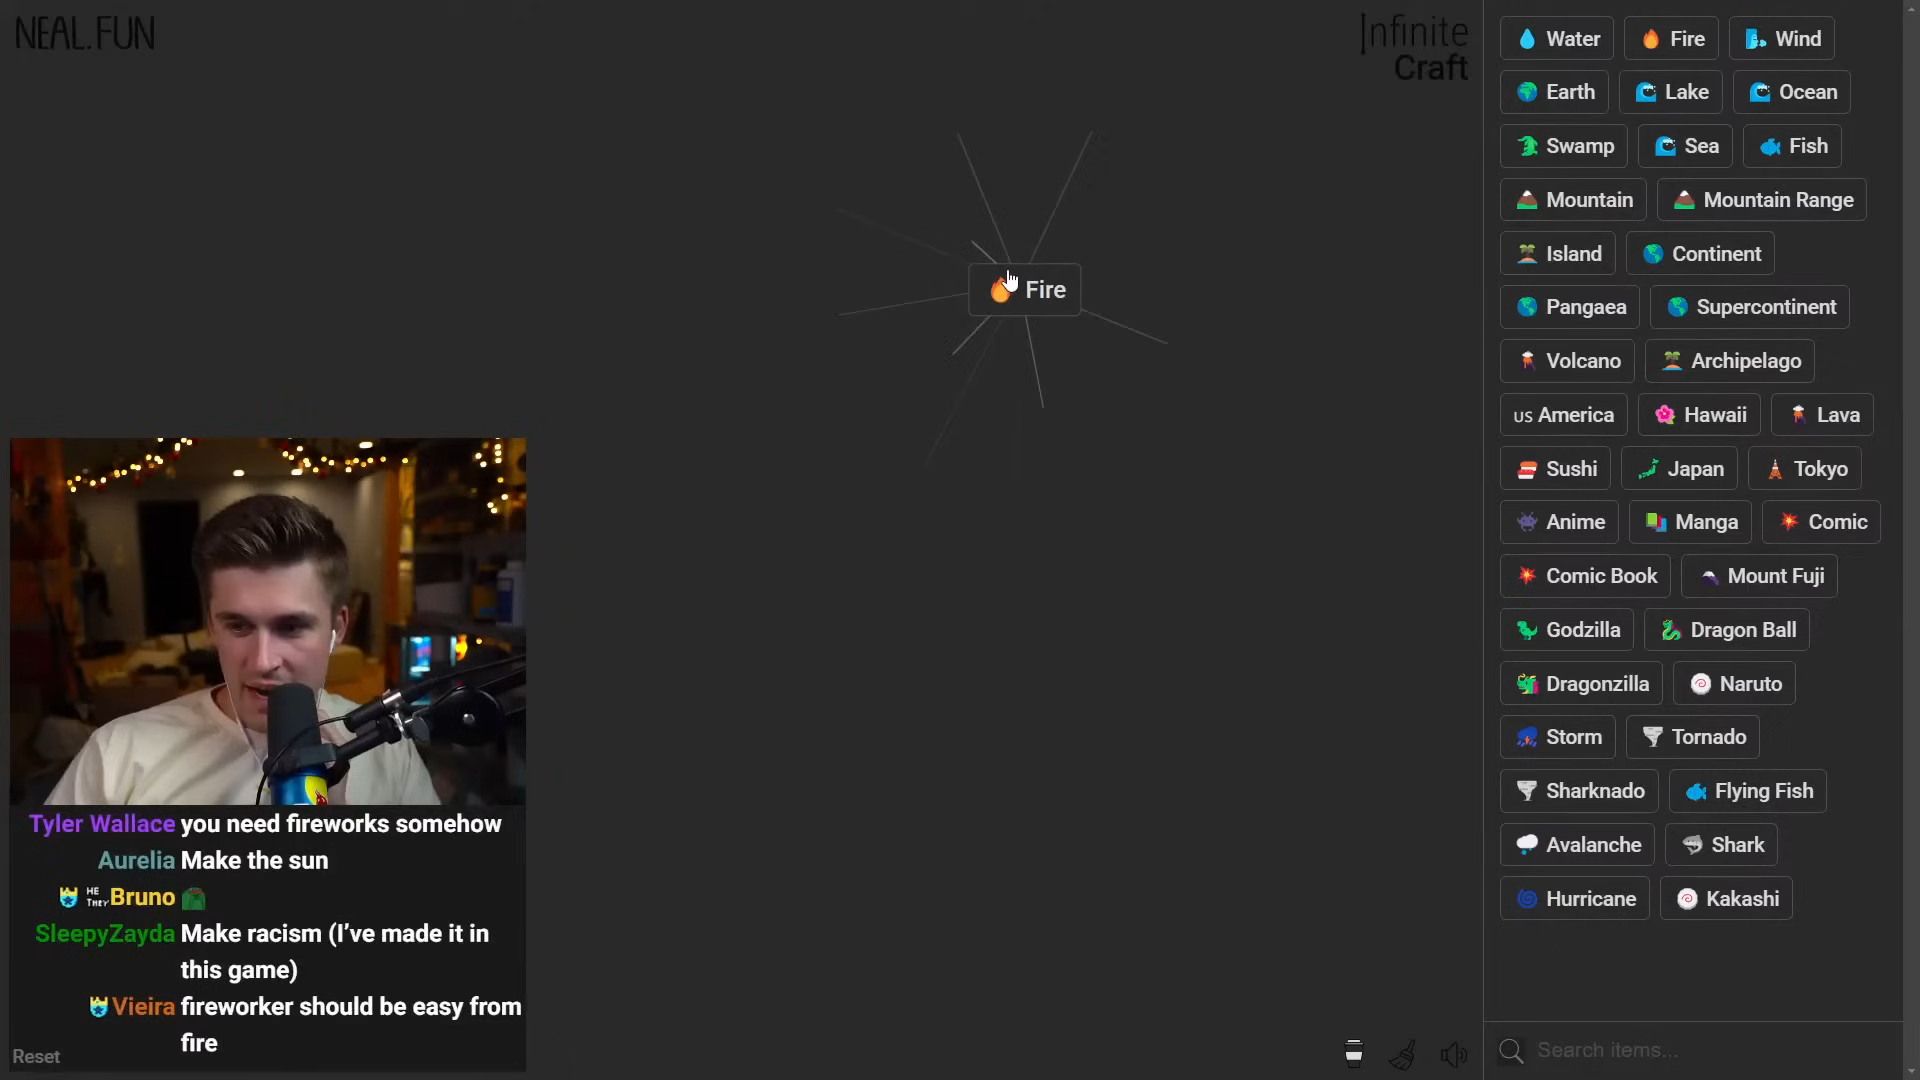 NEAL.FUN
Infinite
Craft
Fire
Water Fire Wind
Earth Lake Ocean
Swamp Sea Fish
Mountain Mountain Range
Island Continent
Pangaea Supercontinent
Volcano Archipelago
US America Hawaii Lava
Sushi Japan Tokyo
Anime Manga Comic
Comic Book Mount Fuji
Godzilla Dragon Ball
Dragonzilla Naruto
Storm Tornado
Sharknado Flying Fish
Avalanche Shark
Hurricane Kakashi
Search items...
Tyler Wallace you need fireworks somehow
Aurelia Make the sun
HE THEY Bruno
SleepyZayda Make racism (I’ve made it in
this game)
Vieira fireworker should be easy from
fire
Reset